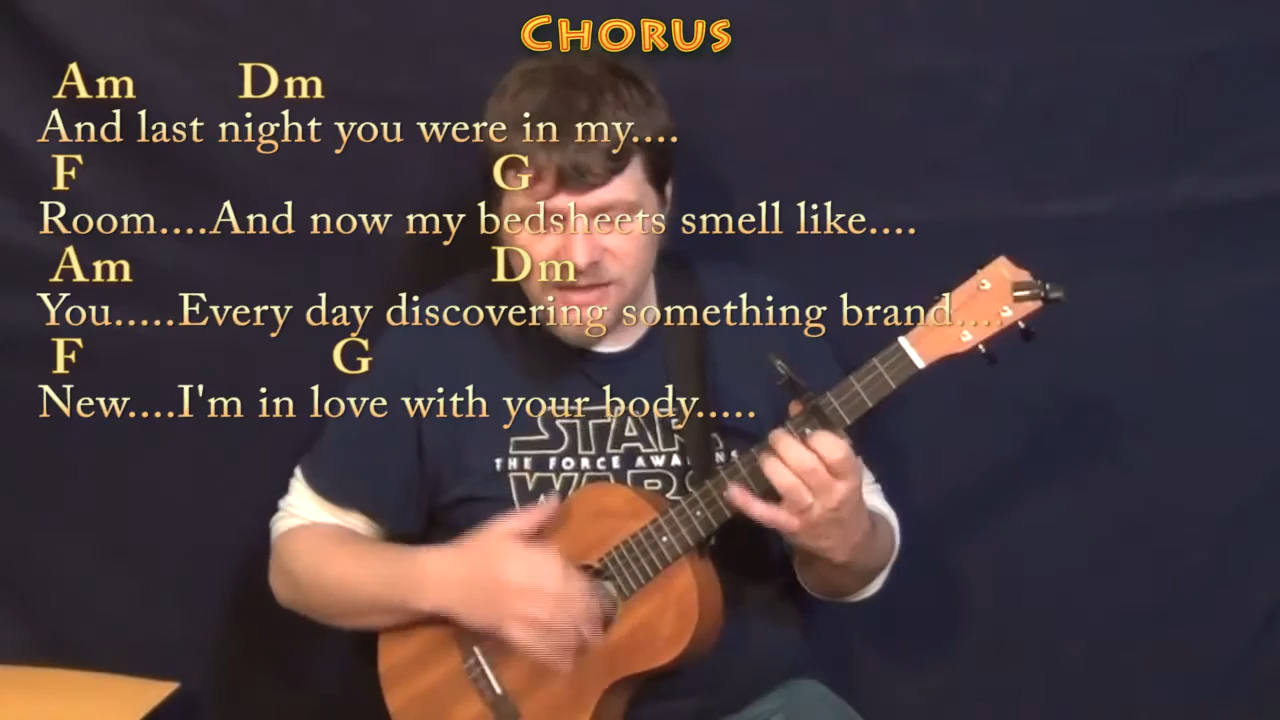 CHORUS
Am Dm
And last night you were in my....
F G
Room....And now my bedsheets smell like....
Am Dm
You.....Every day discovering something brand....
F G
New....I'm in love with your body.....
STAR
THE FORCE AWAKENS
WARS